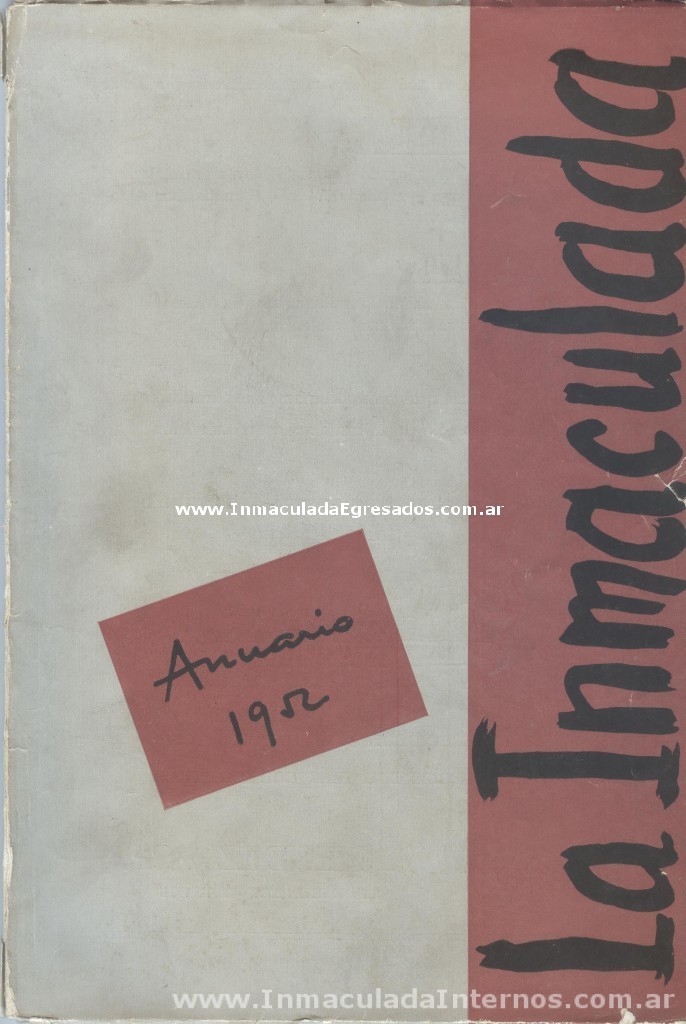 La Inmaculada
www.InmaculadaEgresados.com.ar
Anuario
1952
www.InmaculadaInternos.com.ar